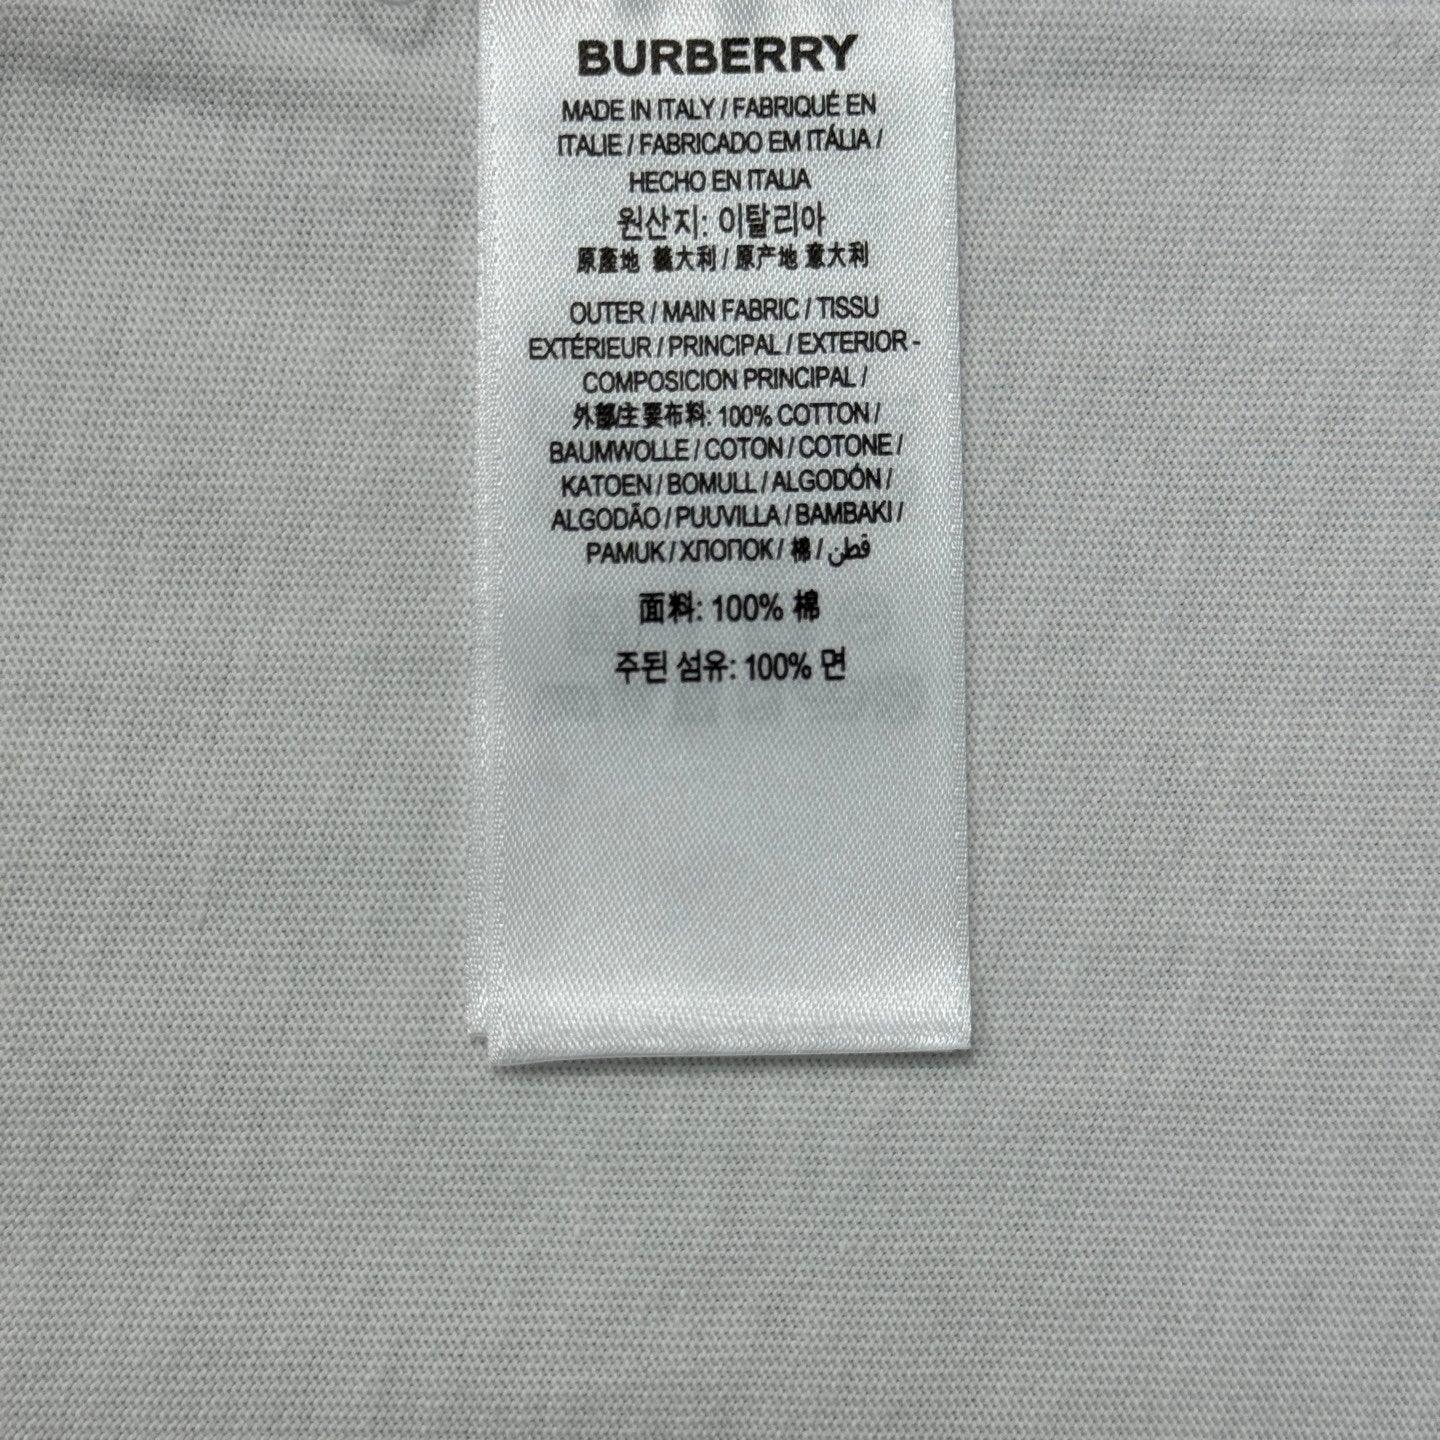 BURBERRY
MADE IN ITALY / FABRIQUÉ EN
ITALIE / FABRICADO EM ITÁLIA /
HECHO EN ITALIA
원산지: 이탈리아
原產地 義大利 / 原产地 意大利
OUTER / MAIN FABRIC / TISSU
EXTÉRIEUR / PRINCIPAL / EXTERIOR -
COMPOSICION PRINCIPAL /
外部/主要布料: 100% COTTON /
BAUMWOLLE / COTON / COTONE /
KATOEN / BOMULL / ALGODÓN /
ALGODÃO / PUUVILLA / BAMBAKI /
PAMUK / ХЛОПОК / 棉 / قطن
面料: 100% 棉
주된 섬유: 100% 면